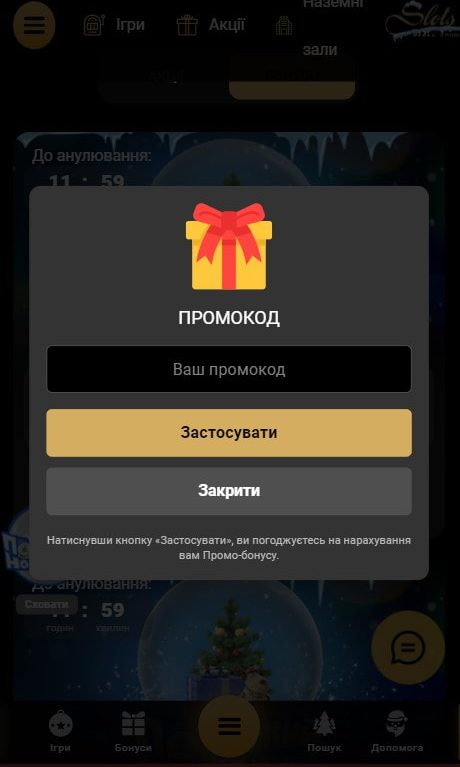 Ігри
Акції
Наземні
зали
Slots
До анулювання:
11 : 59
ПРОМОКОД
Ваш промокод
Застосувати
Закрити
Натиснувши кнопку «Застосувати», ви погоджуєтесь на нарахування
вам Промо-бонусу.
До анулювання:
Сховати
: 59
годин хвилин
Ігри
Бонуси
Пошук
Допомога